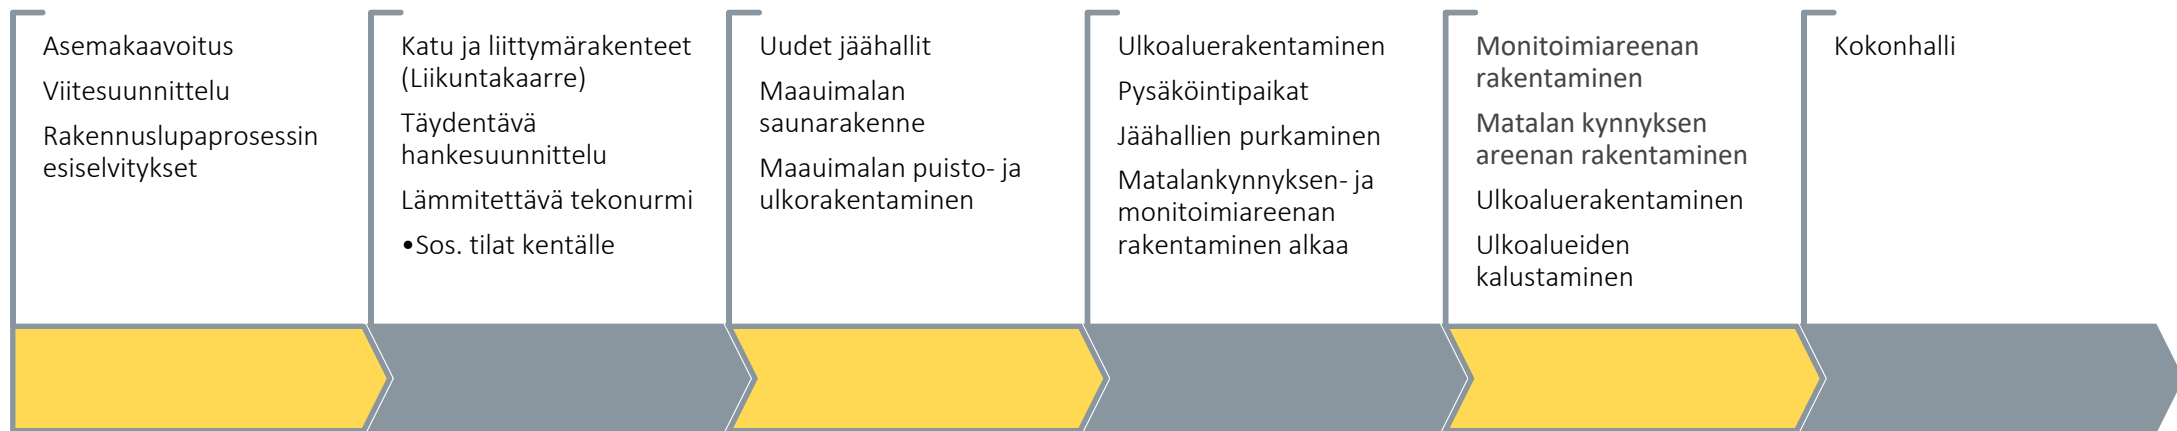 Asemakaavoitus
Viitesuunnittelu
Rakennuslupaprosessin
esiselvitykset
Katu ja liittymärakenteet
(Liikuntakaarre)
Täydentävä
hankesuunnittelu
Lämmitettävä tekonurmi
•Sos. tilat kentälle
Uudet jäähallit
Maauimalan
saunarakenne
Maauimalan puisto- ja
ulkorakentaminen
Ulkoaluerakentaminen
Pysäköintipaikat
Jäähallien purkaminen
Matalankynnyksen- ja
monitoimiareenan
rakentaminen alkaa
Monitoimiareenan
rakentaminen
Matalan kynnyksen
areenan rakentaminen
Ulkoaluerakentaminen
Ulkoalueiden
kalustaminen
Kokonhalli